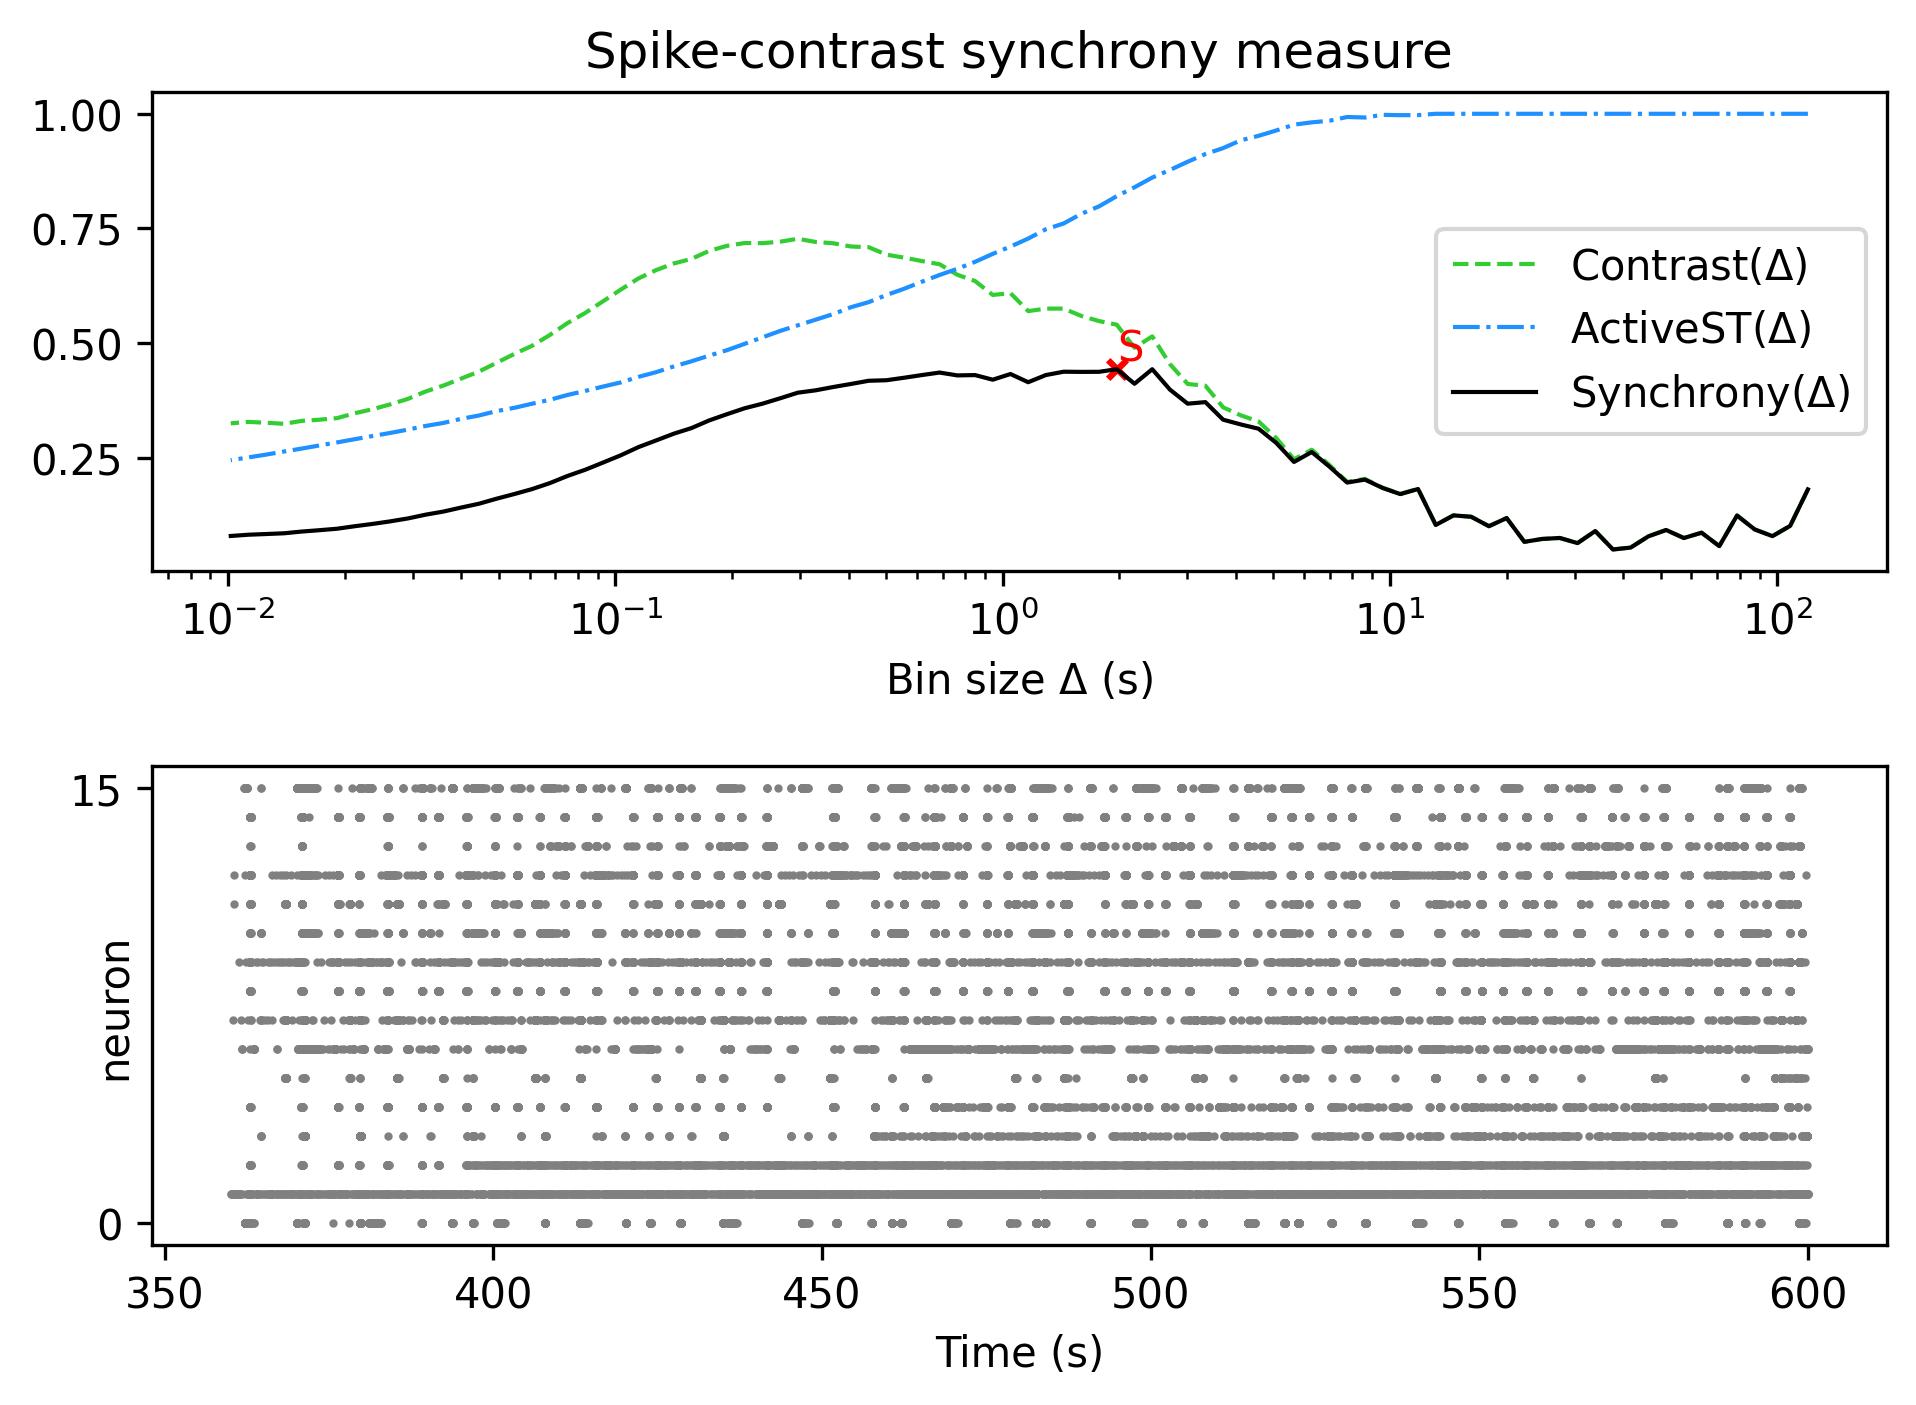 Spike-contrast synchrony measure
1.00
0.75
0.50
0.25
Contrast(Δ)
ActiveST(Δ)
Synchrony(Δ)
S
10⁻² 10⁻¹ 10⁰ 10¹ 10²
Bin size Δ (s)
15
0
neuron
350 400 450 500 550 600
Time (s)